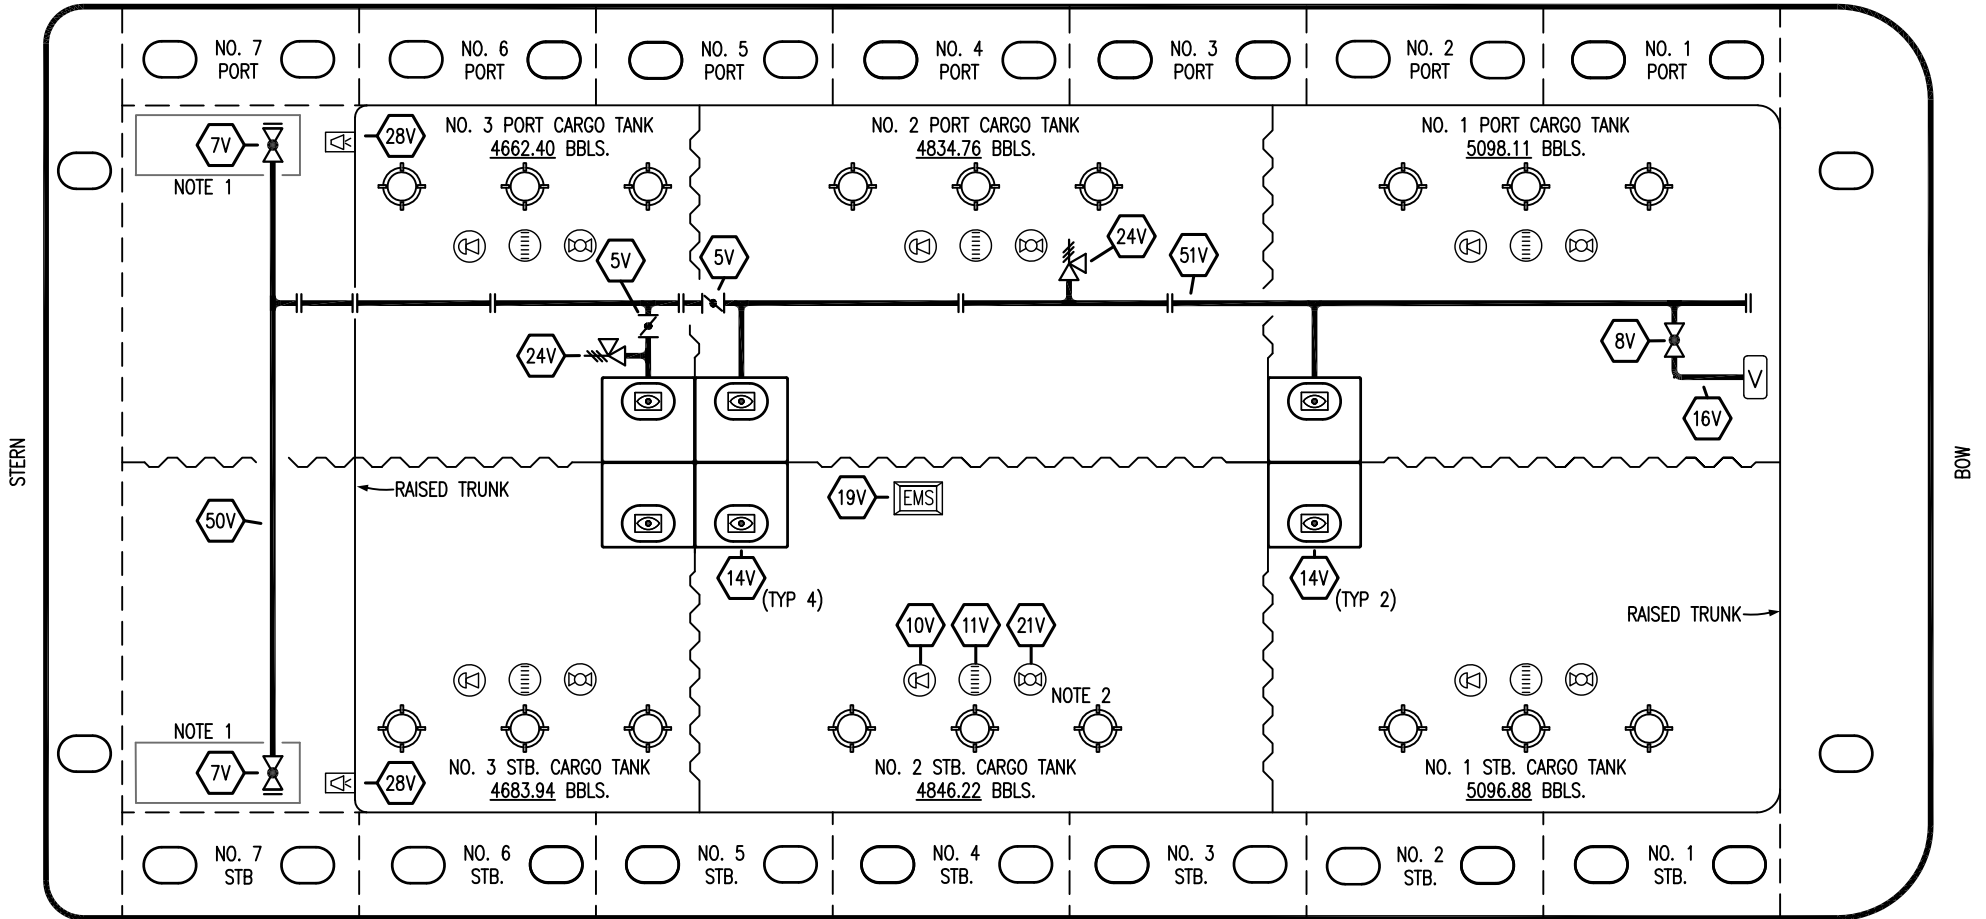 NO. 7
PORT
NO. 6
PORT
NO. 5
PORT
NO. 4
PORT
NO. 3
PORT
NO. 2
PORT
NO. 1
PORT
7V
NOTE 1
28V
NO. 3 PORT CARGO TANK
4662.40 BBLS.
NO. 2 PORT CARGO TANK
4834.76 BBLS.
NO. 1 PORT CARGO TANK
5098.11 BBLS.
5V
5V
24V
51V
24V
8V
V
16V
STERN
BOW
RAISED TRUNK
50V
19V
EMS
14V
(TYP 4)
14V
(TYP 2)
RAISED TRUNK
10V
11V
21V
NOTE 2
NOTE 1
7V
28V
NO. 3 STB. CARGO TANK
4683.94 BBLS.
NO. 2 STB. CARGO TANK
4846.22 BBLS.
NO. 1 STB. CARGO TANK
5096.88 BBLS.
NO. 7
STB
NO. 6
STB.
NO. 5
STB.
NO. 4
STB.
NO. 3
STB.
NO. 2
STB.
NO. 1
STB.